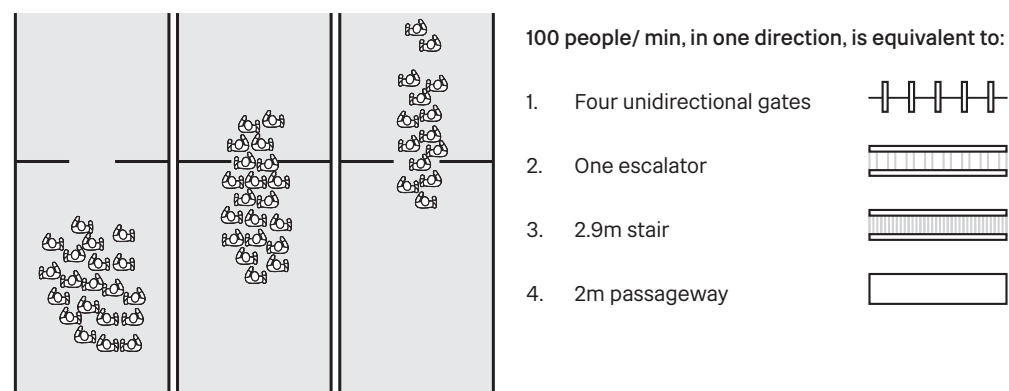 100 people/ min, in one direction, is equivalent to:
1. Four unidirectional gates
2. One escalator
3. 2.9m stair
4. 2m passageway